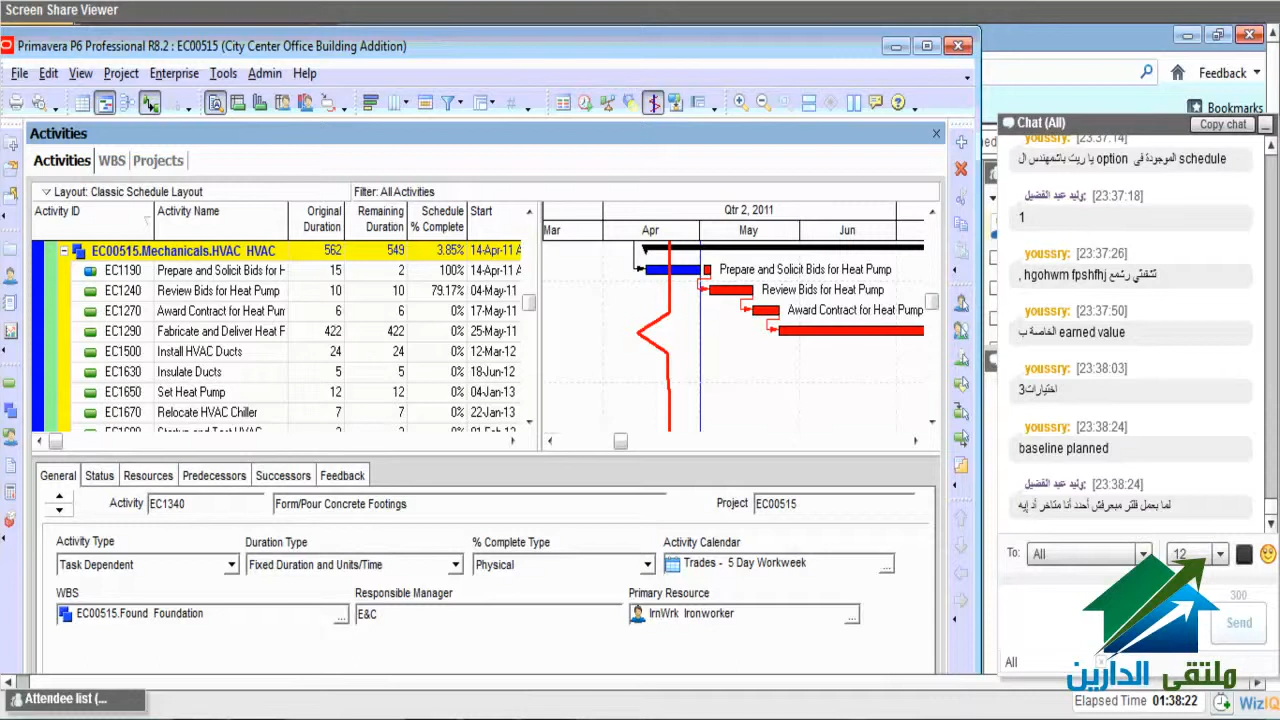 Screen Share Viewer
Primavera P6 Professional R8.2 : EC00515 (City Center Office Building Addition)
File Edit View Project Enterprise Tools Admin Help
Feedback
Bookmarks
Activities
Activities WBS Projects
Layout: Classic Schedule Layout Filter: All Activities
Activity ID Activity Name Original Duration Remaining Duration Schedule % Complete Start
Qtr 2, 2011
Mar Apr May Jun
EC00515.Mechanicals.HVAC HVAC 562 549 3.85% 14-Apr-11 A
EC1190 Prepare and Solicit Bids for H 15 2 100% 14-Apr-11 A
Prepare and Solicit Bids for Heat Pump
EC1240 Review Bids for Heat Pump 10 10 79.17% 04-May-11
Review Bids for Heat Pump
EC1270 Award Contract for Heat Pum 6 6 0% 17-May-11
Award Contract for Heat Pump
EC1290 Fabricate and Deliver Heat F 422 422 0% 25-May-11
EC1500 Install HVAC Ducts 24 24 0% 12-Mar-12
EC1630 Insulate Ducts 5 5 0% 18-Jun-12
EC1650 Set Heat Pump 12 12 0% 04-Jan-13
EC1670 Relocate HVAC Chiller 7 7 0% 22-Jan-13
General Status Resources Predecessors Successors Feedback
Activity EC1340 Form/Pour Concrete Footings Project EC00515
Activity Type Duration Type % Complete Type Activity Calendar
Task Dependent Fixed Duration and Units/Time Physical Trades - 5 Day Workweek
WBS Responsible Manager Primary Resource
EC00515.Found Foundation E&C IrnWrk Ironworker
Attendee list (...
Chat (All) Copy chat
youssry: [23:37:14]
يا ريت باشمهندس ال option الموجودة فى schedule
وليد عبد الفضيل: [23:37:18]
1
youssry: [23:37:26]
, hgohwm fpshfhj
youssry: [23:37:50]
الخاصة ب earned value
youssry: [23:38:03]
3اختيارات
youssry: [23:38:24]
baseline planned
وليد عبد الفضيل: [23:38:24]
لما بعمل فلتر مبعرفش أحدد أنا متاخر أد إيه
To: All 12
300
Send
All
ملتقى الدارين
Elapsed Time 01:38:22
WizIQ